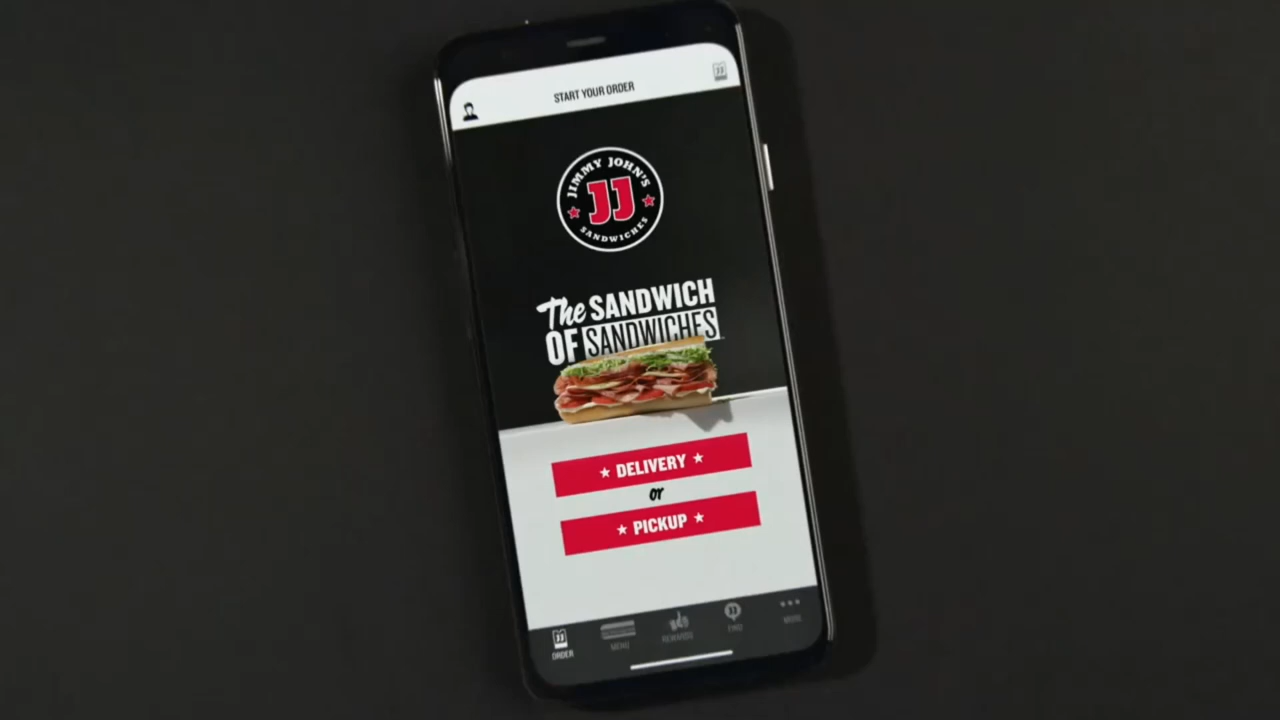 START YOUR ORDER
JIMMY JOHN'S
JJ
SANDWICHES
The SANDWICH
OF SANDWICHES
★ DELIVERY ★
or
★ PICKUP ★
ORDER
MENU
REWARDS
FIND
MORE